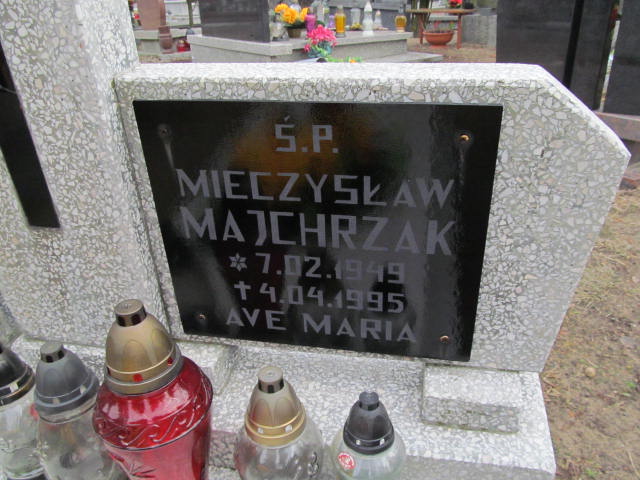 Ś.P.
MIECZYSŁAW
MAJCHRZAK
* 7.02.1949
† 4.04.1995
AVE MARIA